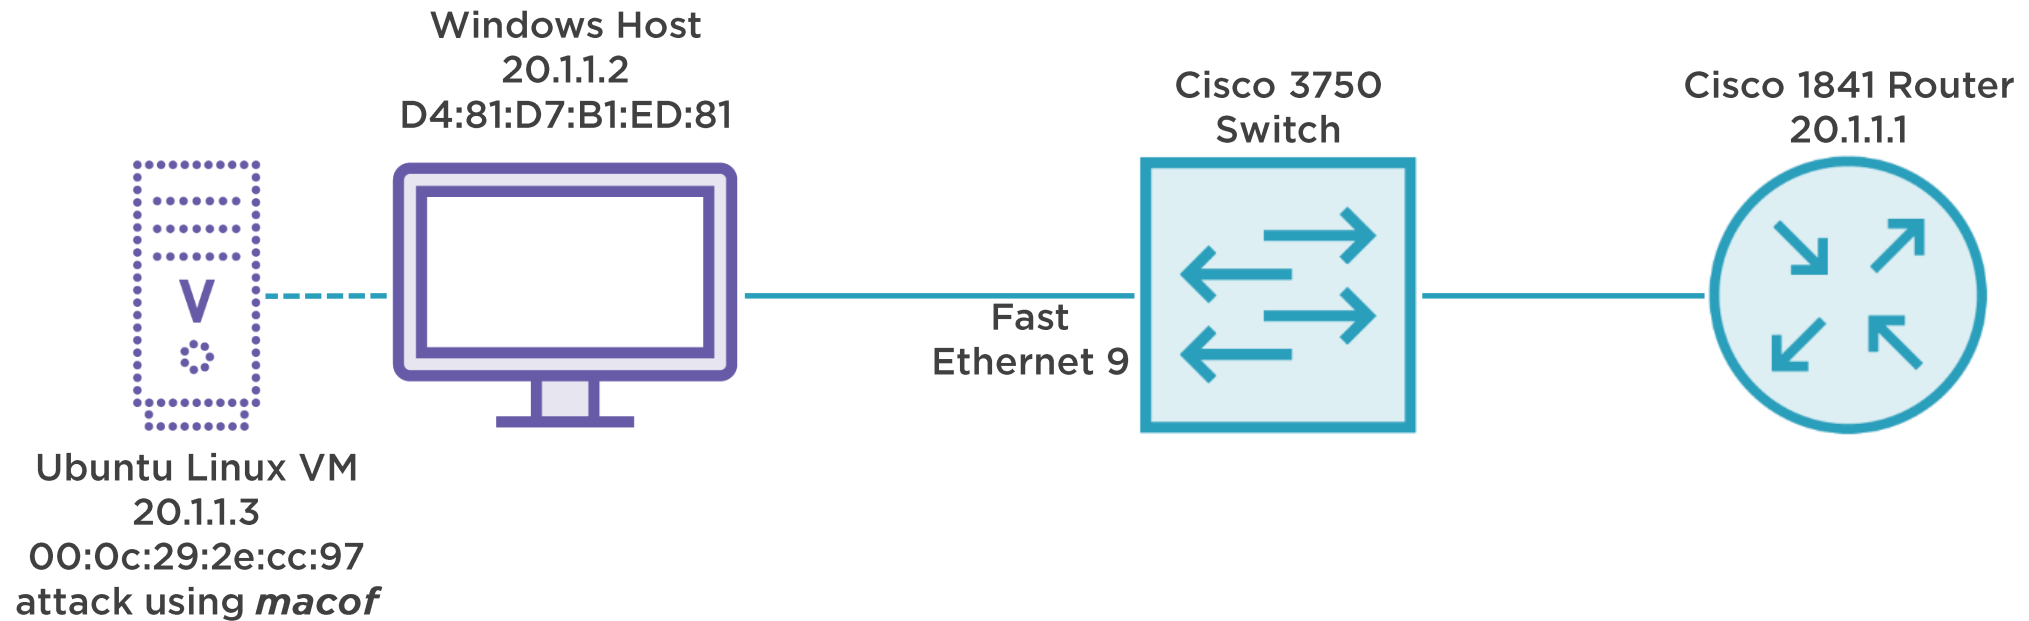 Windows Host
20.1.1.2
D4:81:D7:B1:ED:81
Cisco 3750
Switch
Cisco 1841 Router
20.1.1.1
V
Fast
Ethernet 9
Ubuntu Linux VM
20.1.1.3
00:0c:29:2e:cc:97
attack using macof